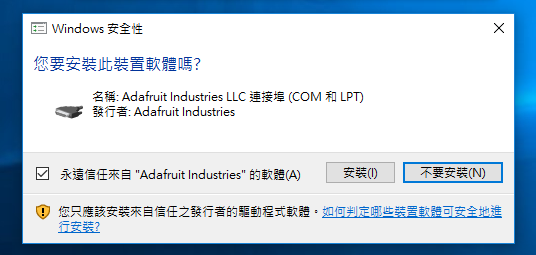 Windows 安全性
您要安裝此裝置軟體嗎?
名稱: Adafruit Industries LLC 連接埠 (COM 和 LPT)
發行者: Adafruit Industries
永遠信任來自 "Adafruit Industries" 的軟體(A)
安裝(I)
不要安裝(N)
您只應該安裝來自信任之發行者的驅動程式軟體。如何判定哪些裝置軟體可安全地進
行安裝?